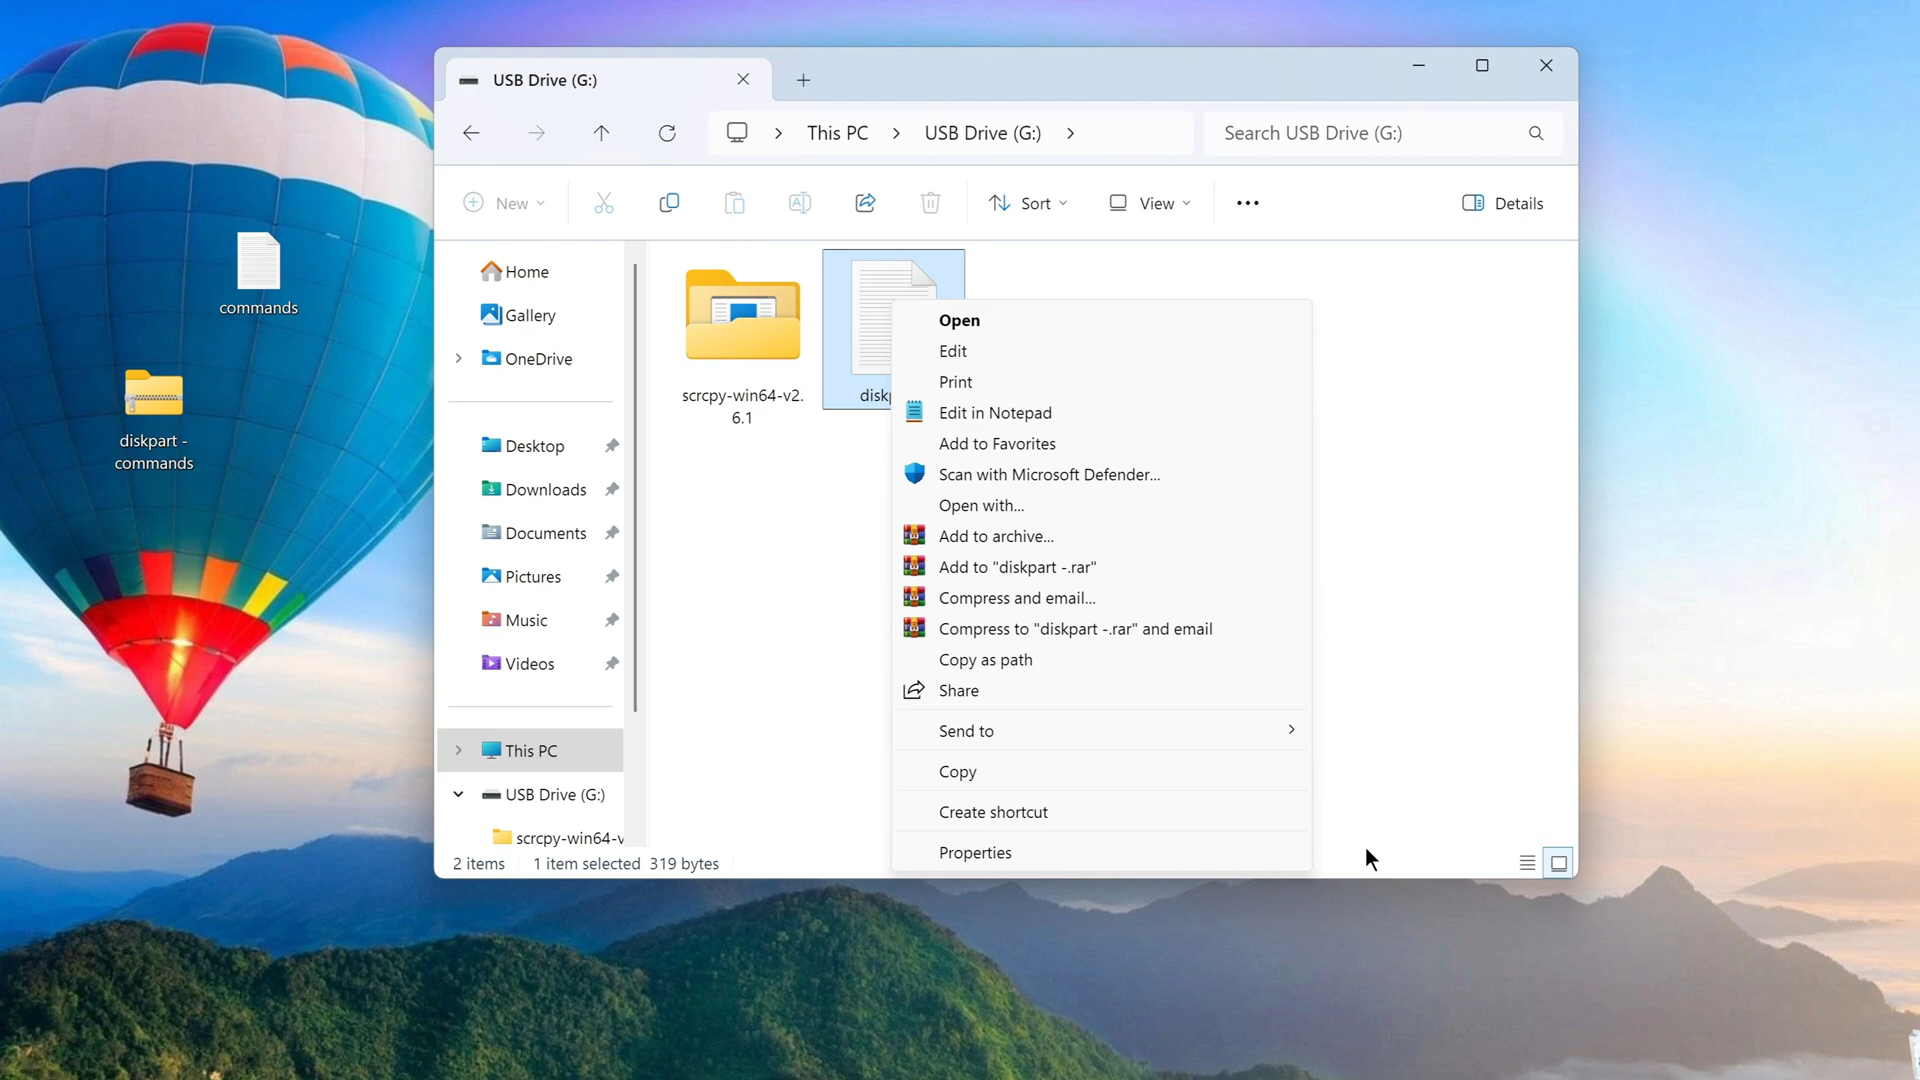 USB Drive (G:)
This PC
USB Drive (G:)
Search USB Drive (G:)
New
Sort
View
Details
commands
diskpart -
commands
Home
Gallery
OneDrive
Desktop
Downloads
Documents
Pictures
Music
Videos
This PC
USB Drive (G:)
scrcpy-win64-v
scrcpy-win64-v2.
6.1
diskp
Open
Edit
Print
Edit in Notepad
Add to Favorites
Scan with Microsoft Defender...
Open with...
Add to archive...
Add to "diskpart -.rar"
Compress and email...
Compress to "diskpart -.rar" and email
Copy as path
Share
Send to
Copy
Create shortcut
Properties
2 items 1 item selected 319 bytes